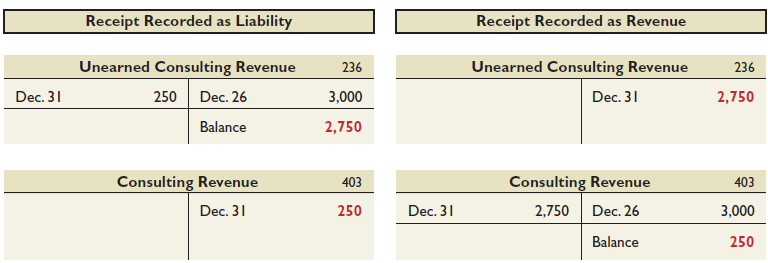 Receipt Recorded as Liability
Unearned Consulting Revenue 236
Dec. 31 250 Dec. 26 3,000
Balance 2,750
Consulting Revenue 403
Dec. 31 250
Receipt Recorded as Revenue
Unearned Consulting Revenue 236
Dec. 31 2,750
Consulting Revenue 403
Dec. 31 2,750 Dec. 26 3,000
Balance 250